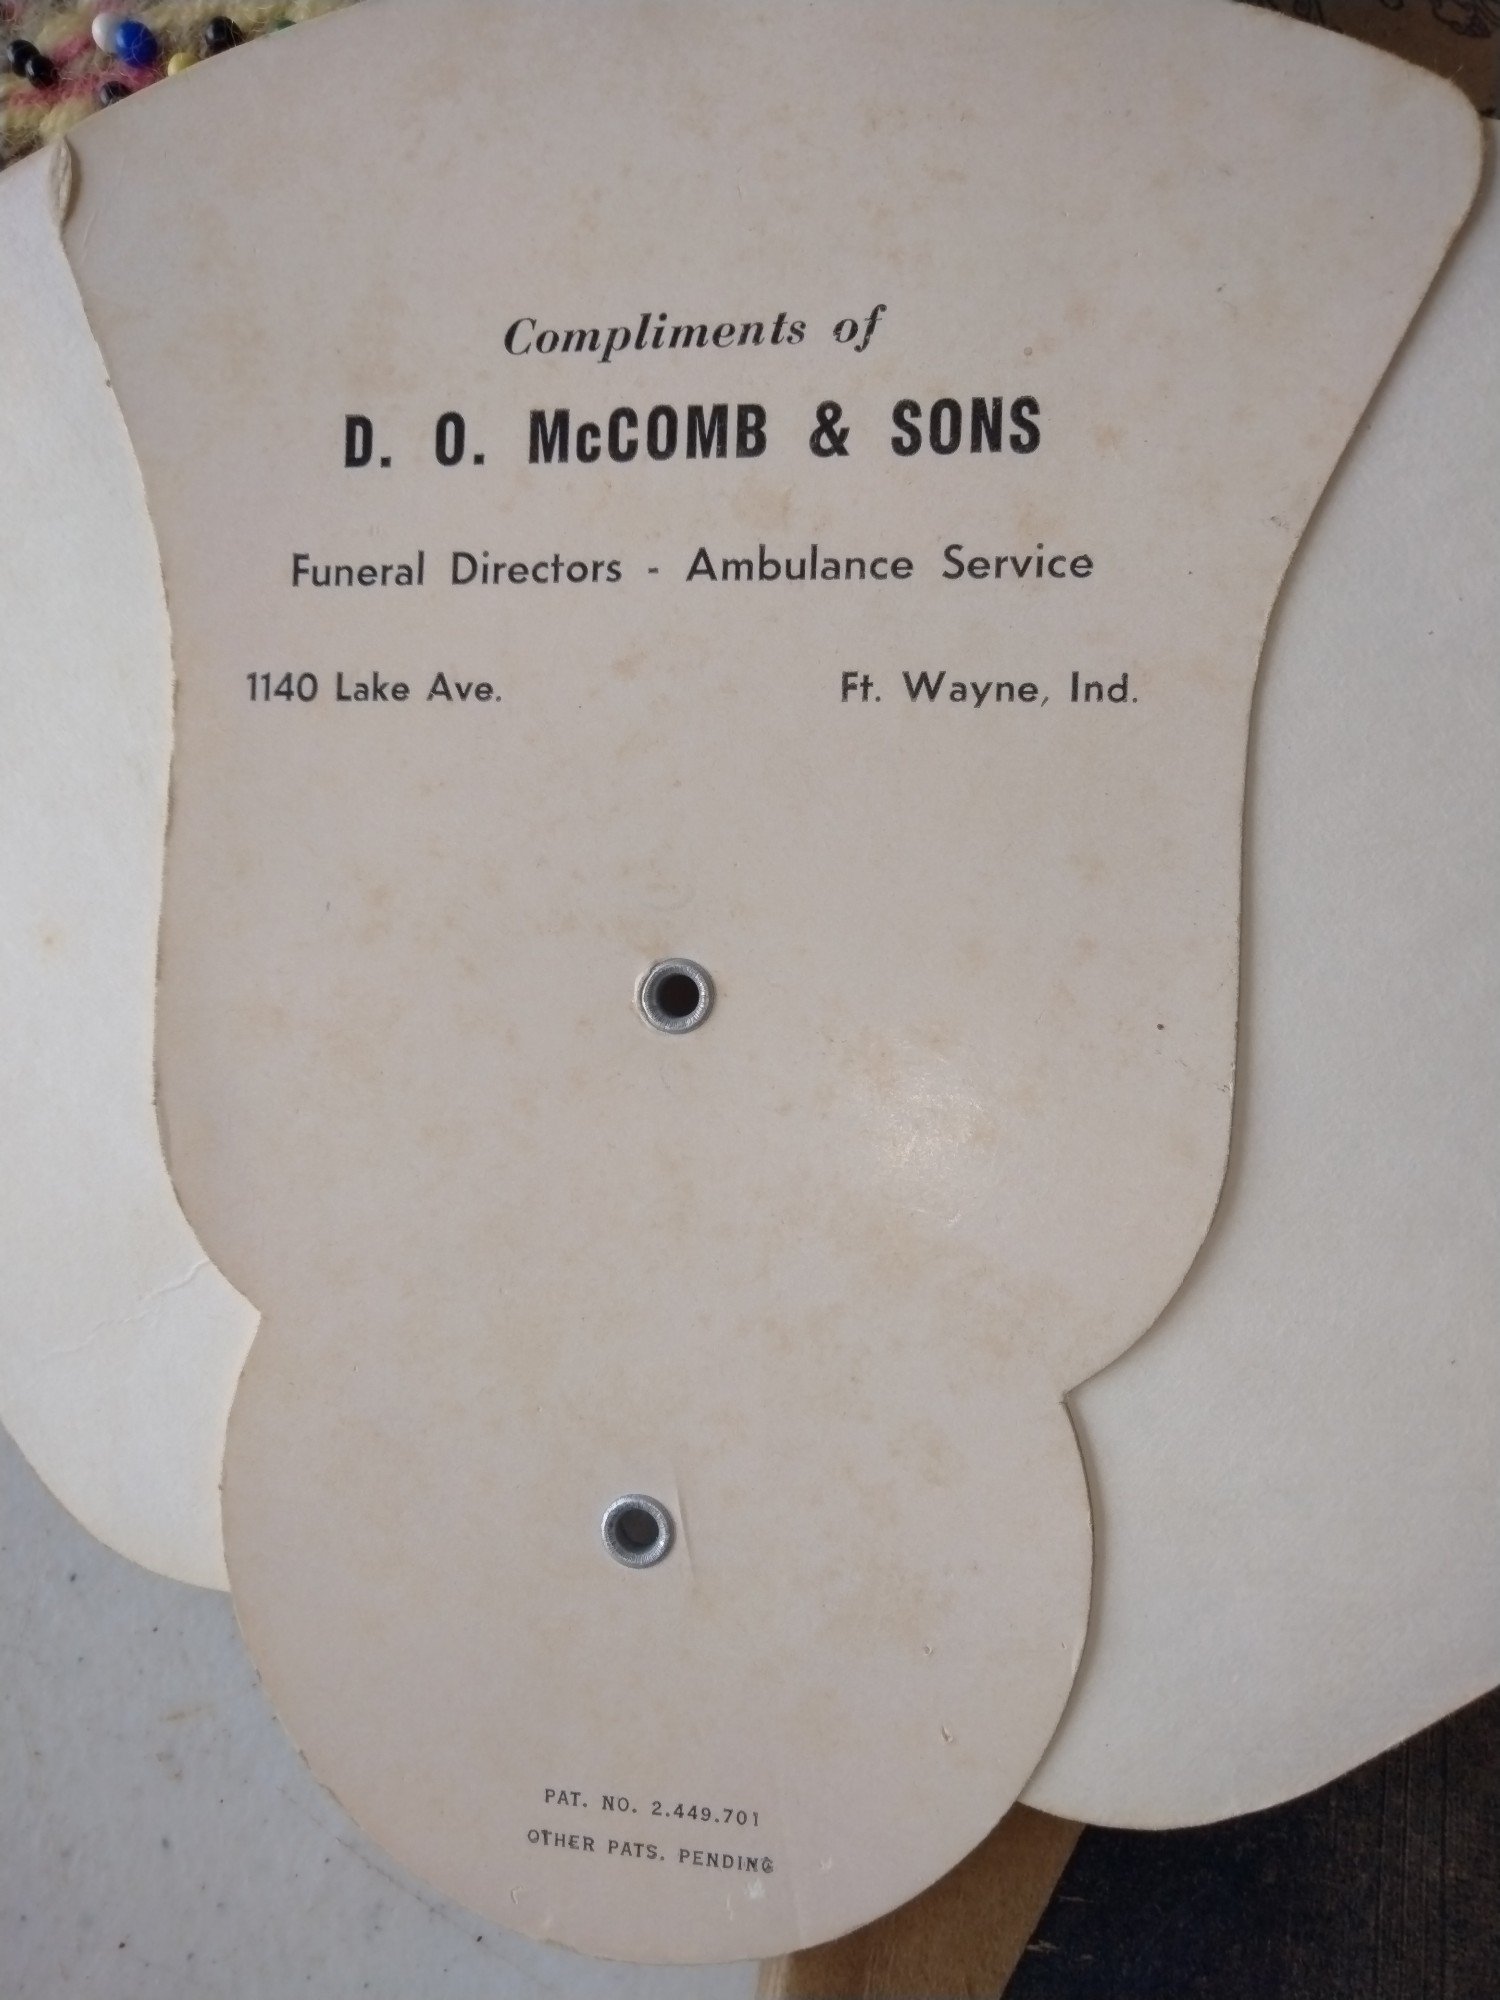 Compliments of
D. O. McCOMB & SONS
Funeral Directors - Ambulance Service
1140 Lake Ave. Ft. Wayne, Ind.
PAT. NO. 2.449.701
OTHER PATS. PENDING